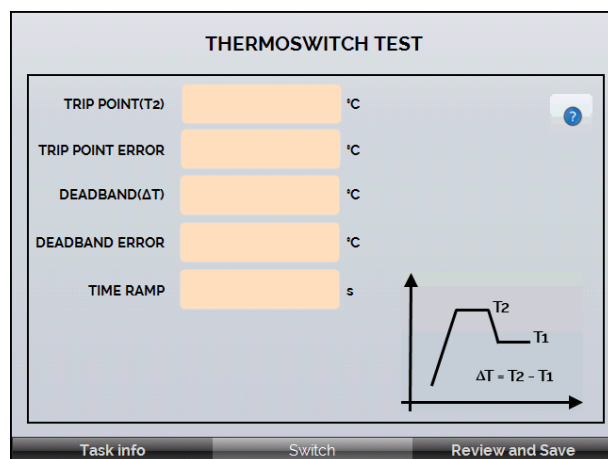 THERMOSWITCH TEST
TRIP POINT(T2) °C
?
TRIP POINT ERROR °C
DEADBAND(ΔT) °C
DEADBAND ERROR °C
TIME RAMP s
T2
T1
ΔT = T2 - T1
Task info Switch Review and Save